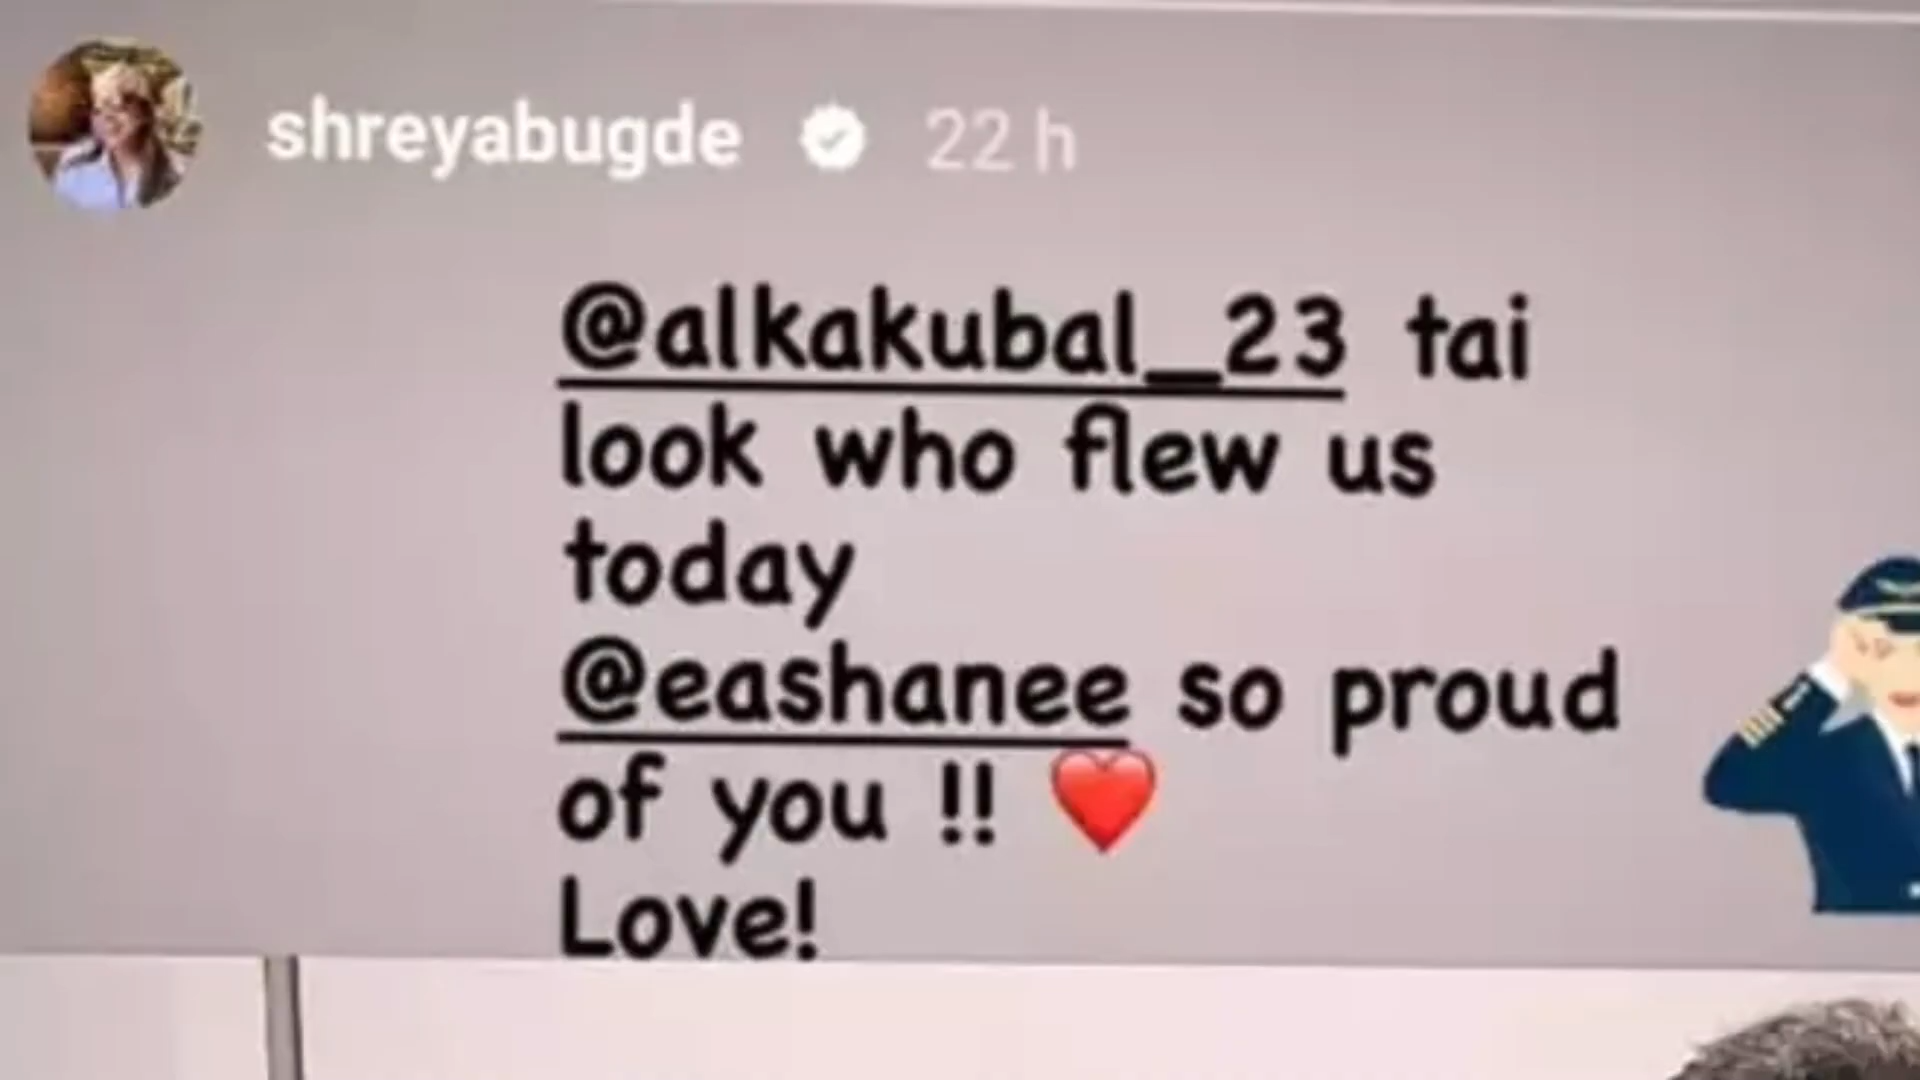 shreyabugde 22 h
@alkakubal_23 tai
look who flew us
today
@eashanee so proud
of you !! ❤️
Love!